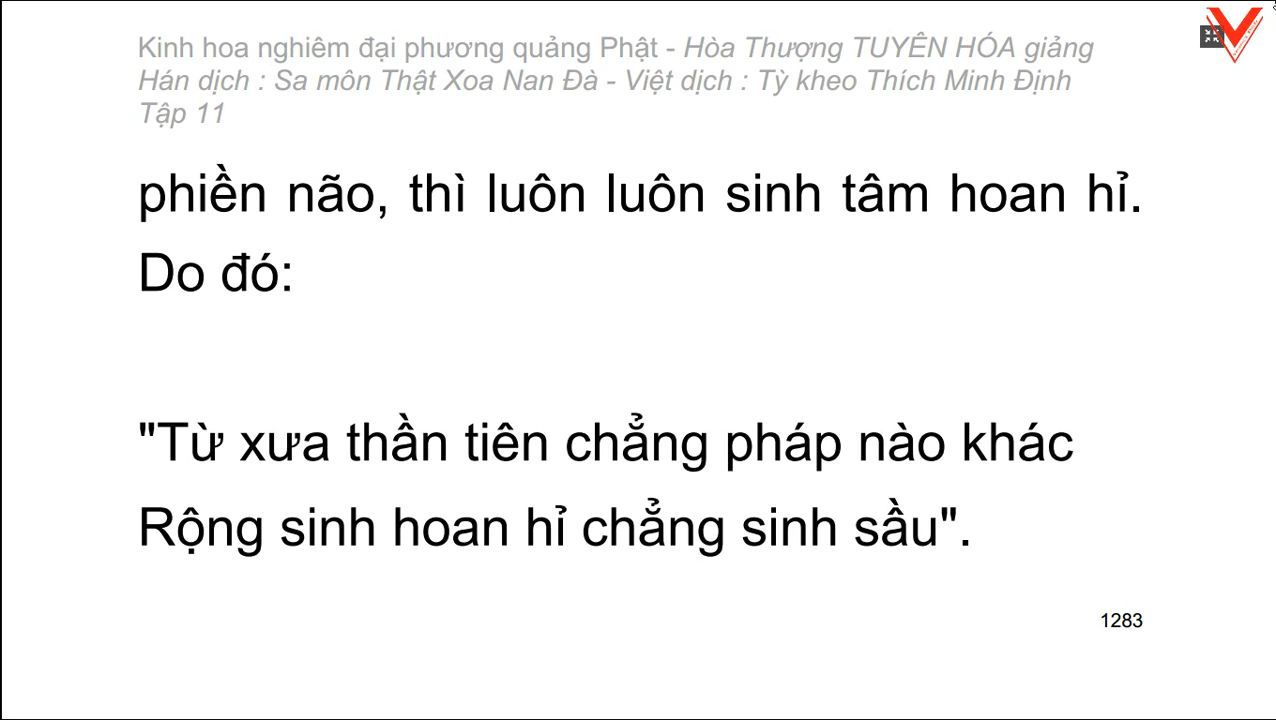 Kinh hoa nghiêm đại phương quảng Phật - Hòa Thượng TUYÊN HÓA giảng
Hán dịch : Sa môn Thật Xoa Nan Đà - Việt dịch : Tỳ kheo Thích Minh Định
Tập 11
phiền não, thì luôn luôn sinh tâm hoan hỉ.
Do đó:
"Từ xưa thần tiên chẳng pháp nào khác
Rộng sinh hoan hỉ chẳng sinh sầu".
1283